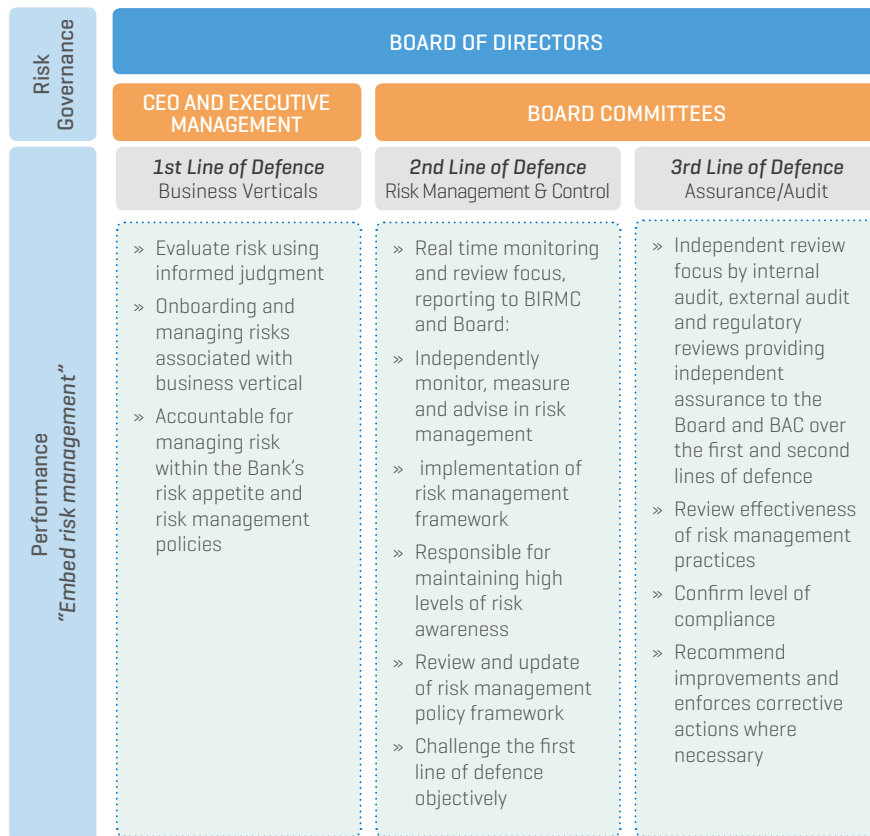 Risk
Governance
BOARD OF DIRECTORS
CEO AND EXECUTIVE
MANAGEMENT
BOARD COMMITTEES
Performance
"Embed risk management"
1st Line of Defence
Business Verticals
» Evaluate risk using
informed judgment
» Onboarding and
managing risks
associated with
business vertical
» Accountable for
managing risk
within the Bank's
risk appetite and
risk management
policies
2nd Line of Defence
Risk Management & Control
» Real time monitoring
and review focus,
reporting to BIRMC
and Board:
» Independently
monitor, measure
and advise in risk
management
» implementation of
risk management
framework
» Responsible for
maintaining high
levels of risk
awareness
» Review and update
of risk management
policy framework
» Challenge the first
line of defence
objectively
3rd Line of Defence
Assurance/Audit
» Independent review
focus by internal
audit, external audit
and regulatory
reviews providing
independent
assurance to the
Board and BAC over
the first and second
lines of defence
» Review effectiveness
of risk management
practices
» Confirm level of
compliance
» Recommend
improvements and
enforces corrective
actions where
necessary